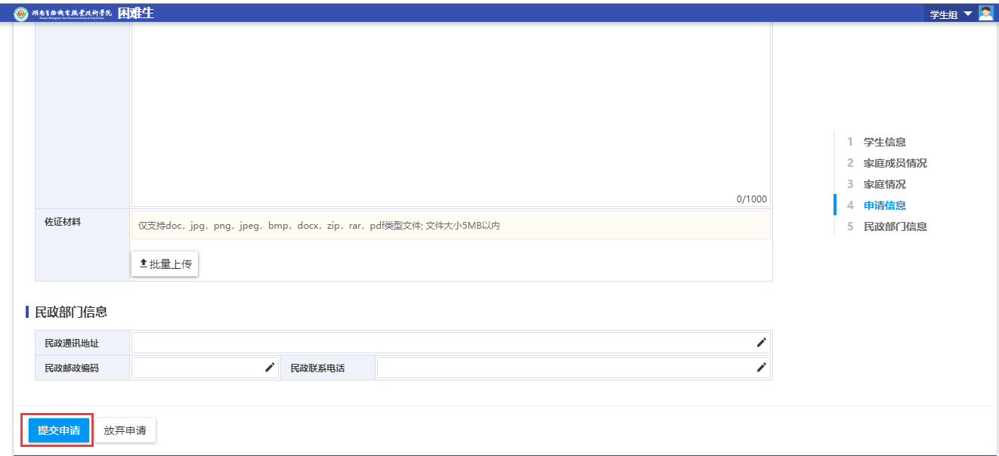 湖南生物机电职业技术学院 困难生
学生组
0/1000
佐证材料
仅支持doc，jpg，png，jpeg，bmp，docx，zip，rar，pdf类型文件; 文件大小5MB以内
批量上传
1 学生信息
2 家庭成员情况
3 家庭情况
4 申请信息
5 民政部门信息
民政部门信息
民政通讯地址
民政邮政编码
民政联系电话
提交申请
放弃申请